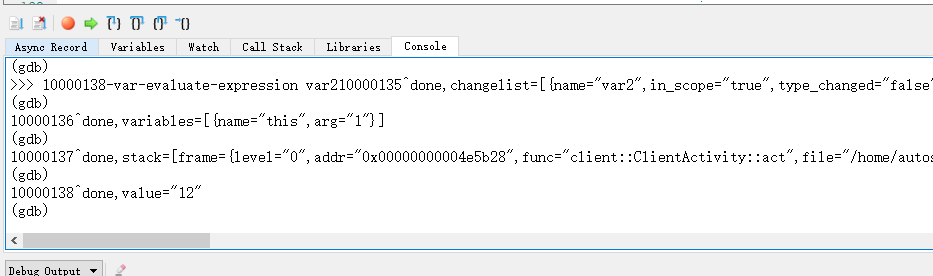 Async Record Variables Watch Call Stack Libraries Console
(gdb)
>>> 10000138-var-evaluate-expression var210000135^done,changelist=[{name="var2",in_scope="true",type_changed="false"
(gdb)
10000136^done,variables=[{name="this",arg="1"}]
(gdb)
10000137^done,stack=[frame={level="0",addr="0x00000000004e5b28",func="client::ClientActivity::act",file="/home/autos
(gdb)
10000138^done,value="12"
(gdb)
Debug Output